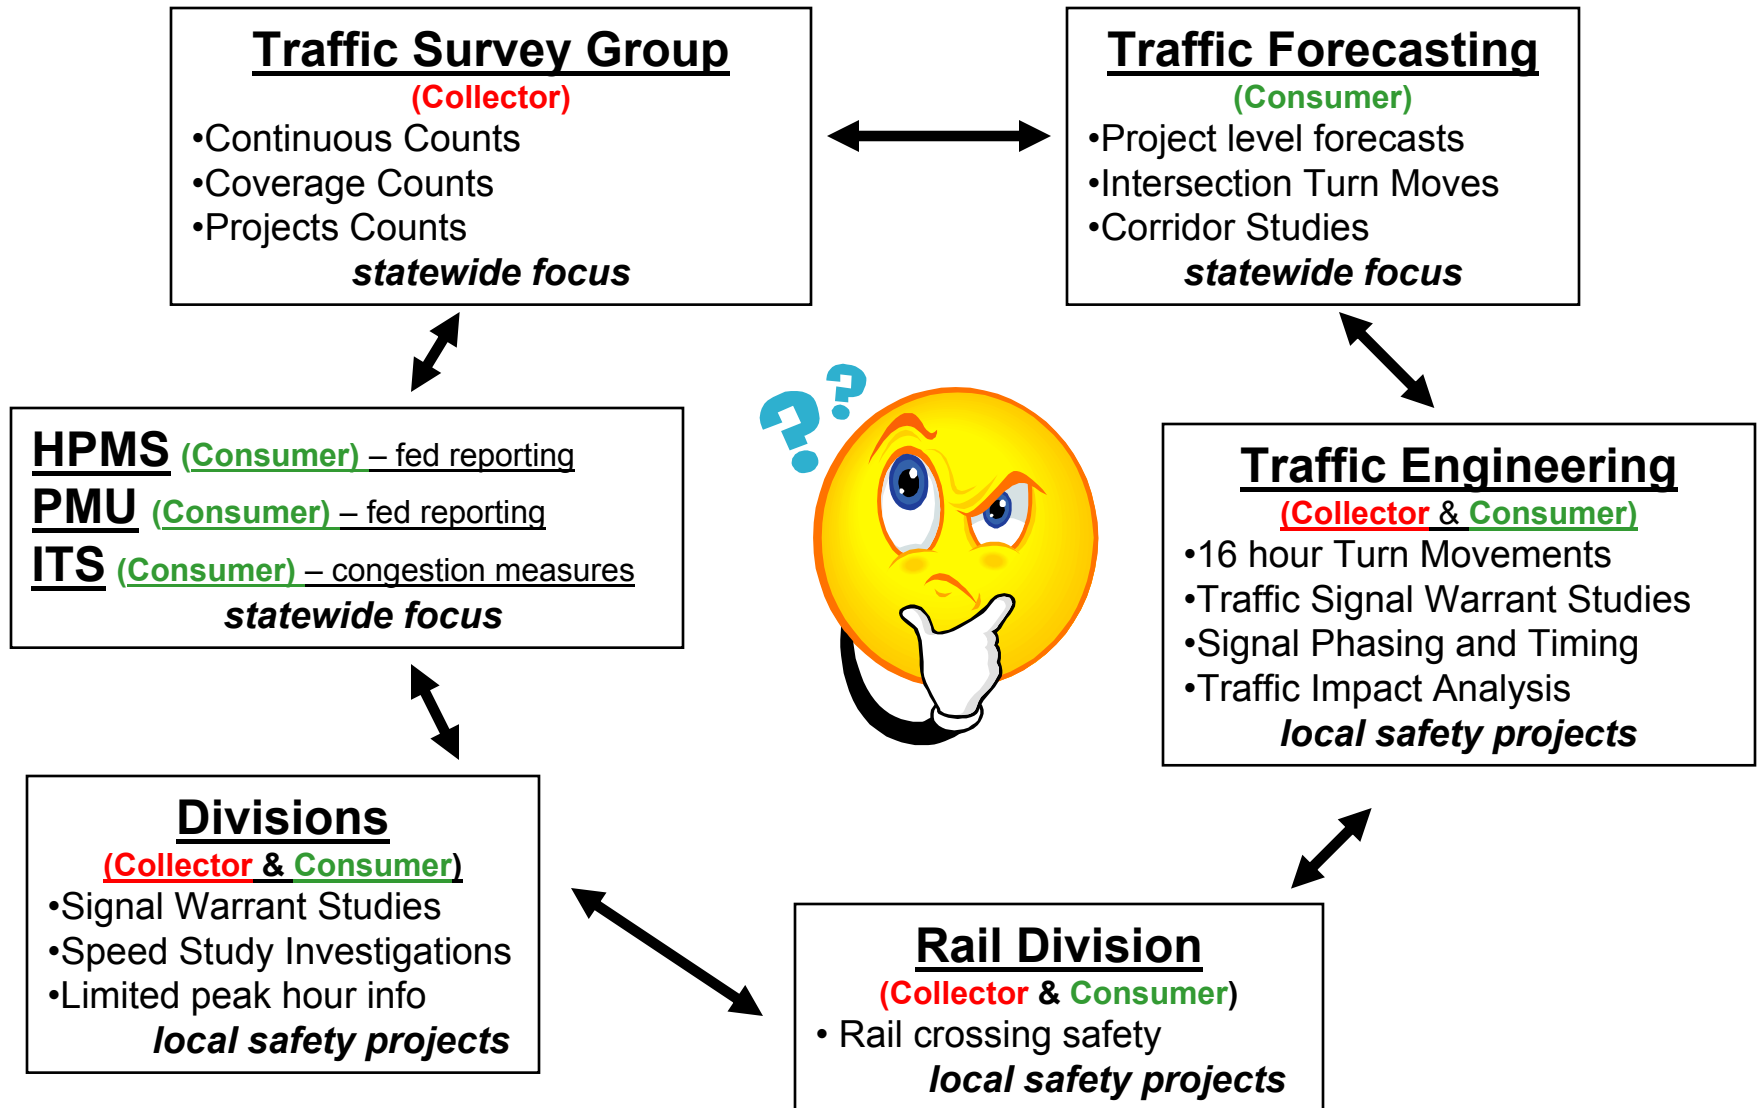 Traffic Survey Group
(Collector)
•Continuous Counts
•Coverage Counts
•Projects Counts
statewide focus
Traffic Forecasting
(Consumer)
•Project level forecasts
•Intersection Turn Moves
•Corridor Studies
statewide focus
HPMS (Consumer) – fed reporting
PMU (Consumer) – fed reporting
ITS (Consumer) – congestion measures
statewide focus
??
Traffic Engineering
(Collector & Consumer)
•16 hour Turn Movements
•Traffic Signal Warrant Studies
•Signal Phasing and Timing
•Traffic Impact Analysis
local safety projects
Divisions
(Collector & Consumer)
•Signal Warrant Studies
•Speed Study Investigations
•Limited peak hour info
local safety projects
Rail Division
(Collector & Consumer)
• Rail crossing safety
local safety projects